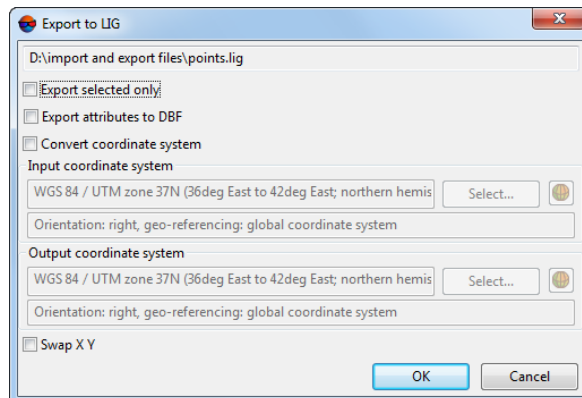 Export to LIG
D:\import and export files\points.lig
Export selected only
Export attributes to DBF
Convert coordinate system
Input coordinate system
WGS 84 / UTM zone 37N (36deg East to 42deg East; northern hemis
Select...
Orientation: right, geo-referencing: global coordinate system
Output coordinate system
WGS 84 / UTM zone 37N (36deg East to 42deg East; northern hemis
Select...
Orientation: right, geo-referencing: global coordinate system
Swap X Y
OK
Cancel